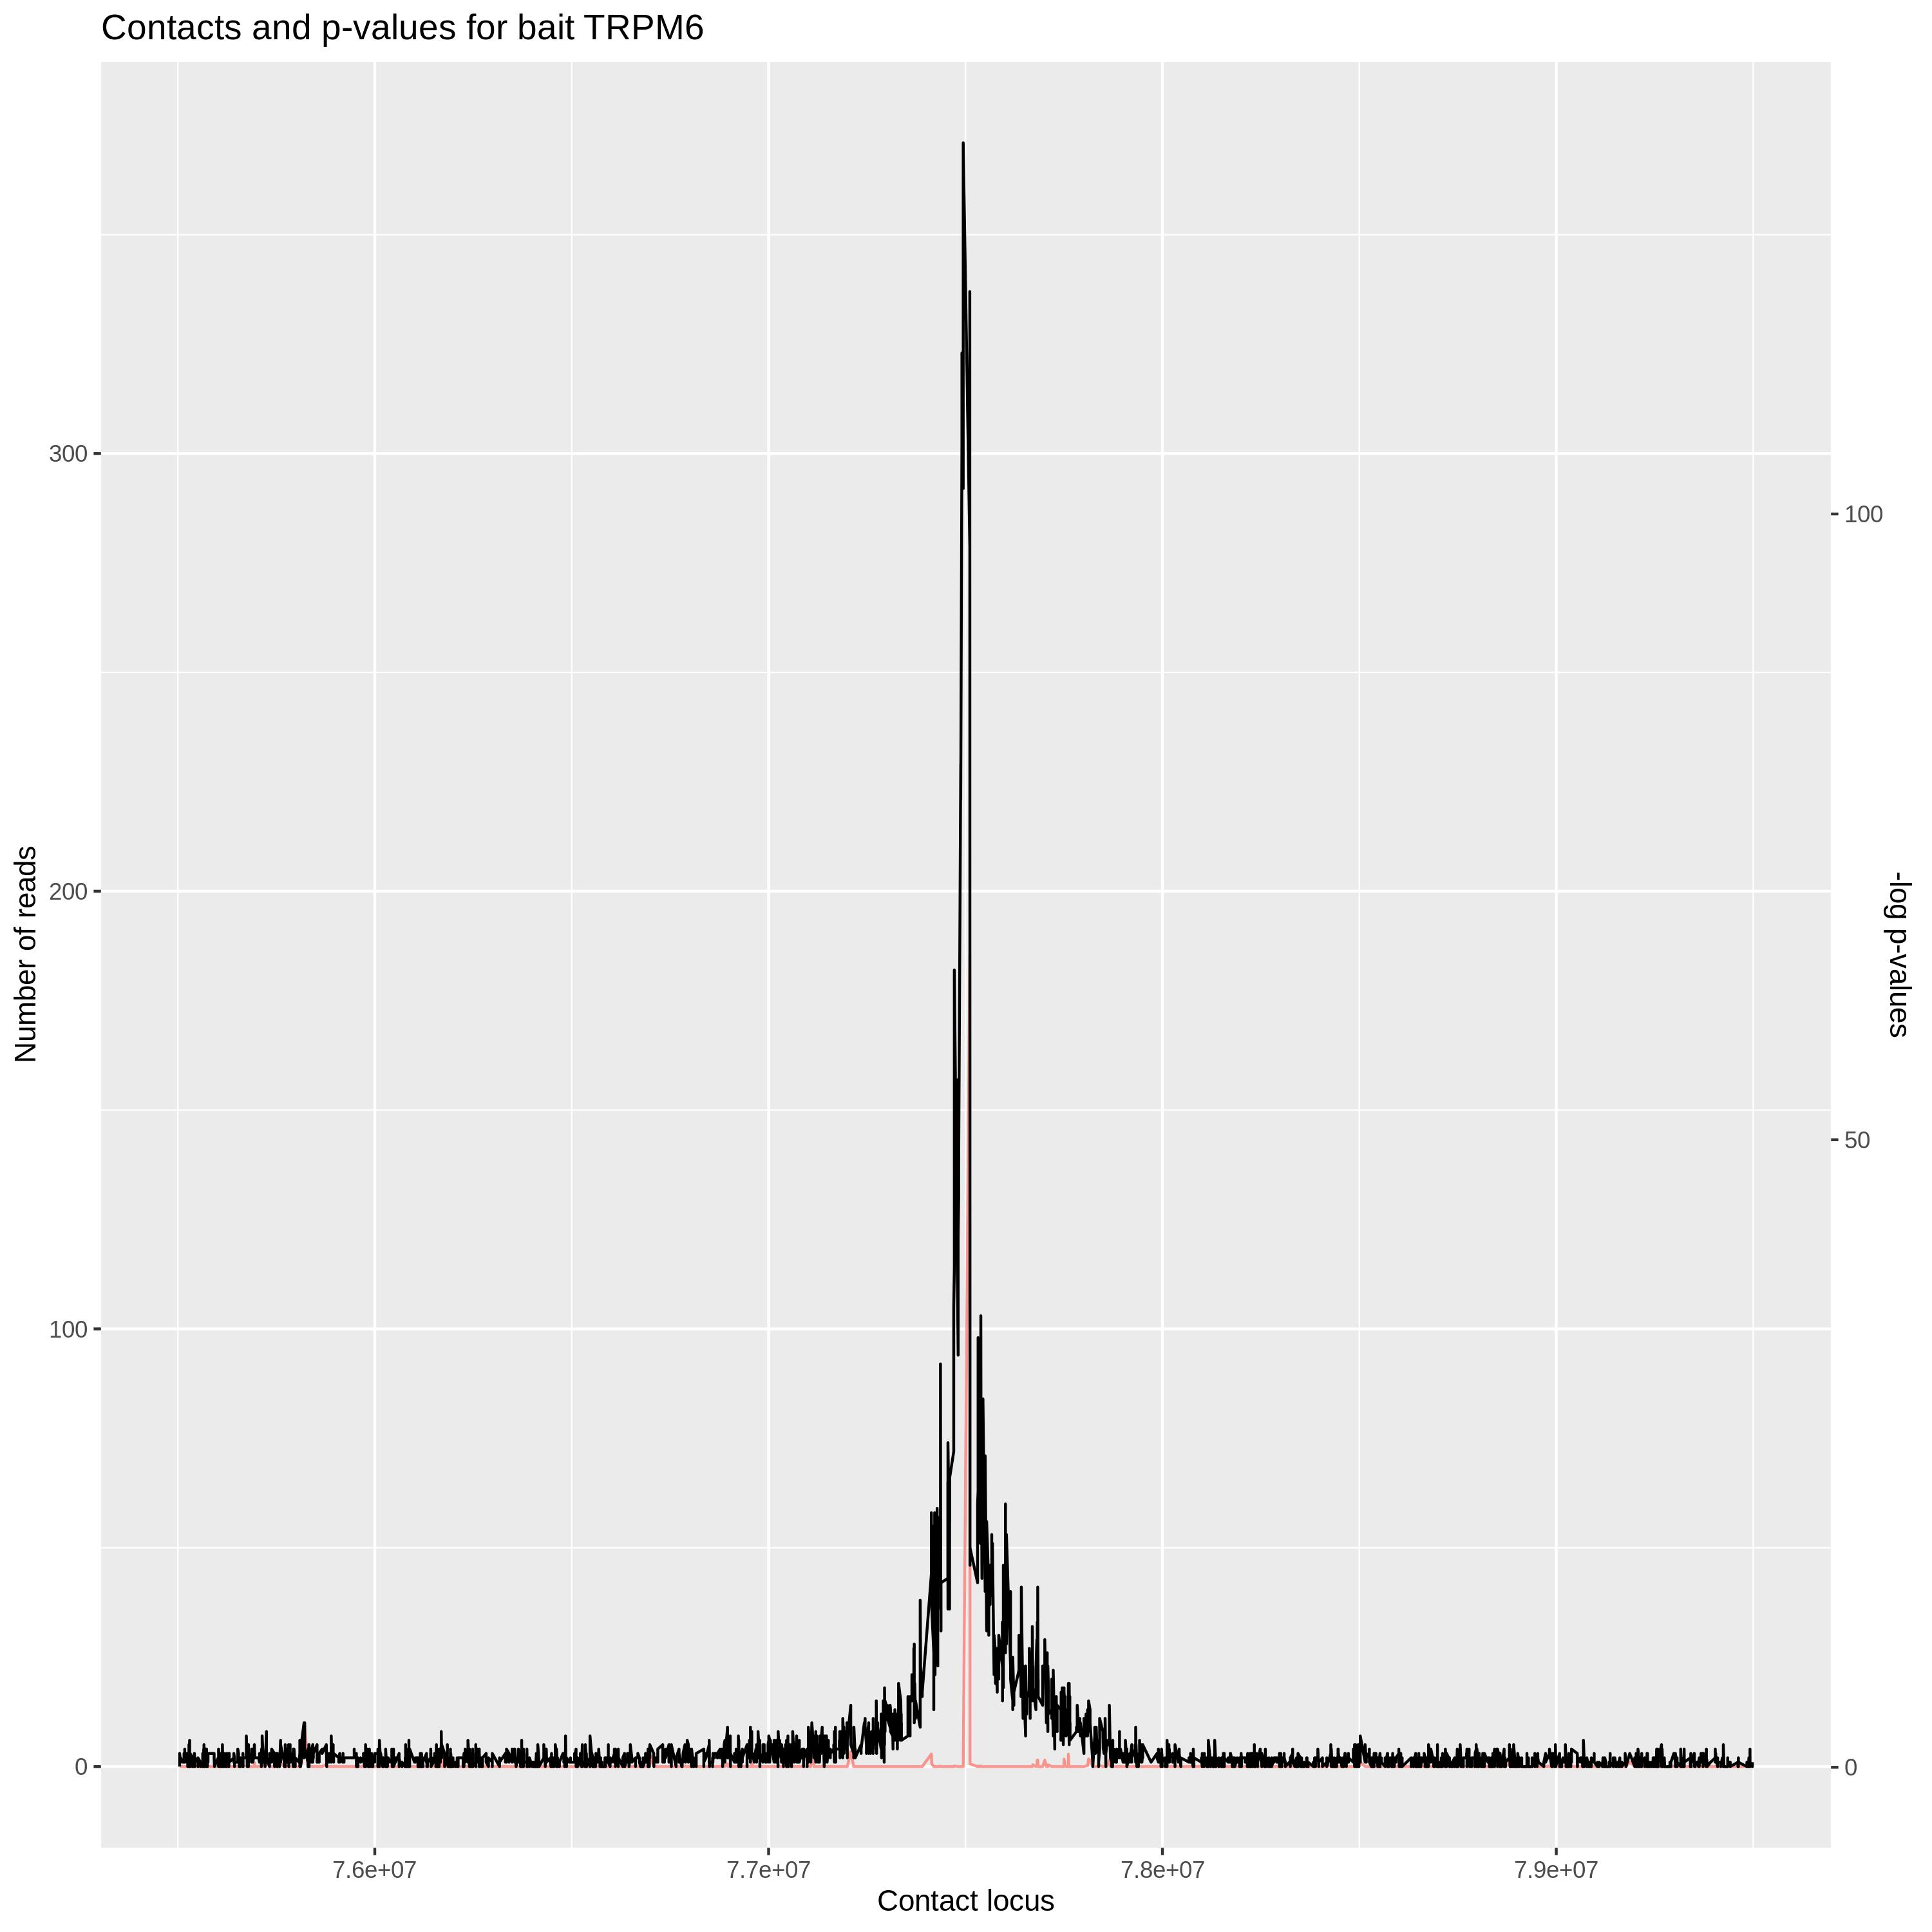 Contacts and p-values for bait TRPM6
300
200
100
0
Number of reads
100
50
0
-log p-values
7.6e+07
7.7e+07
7.8e+07
7.9e+07
Contact locus